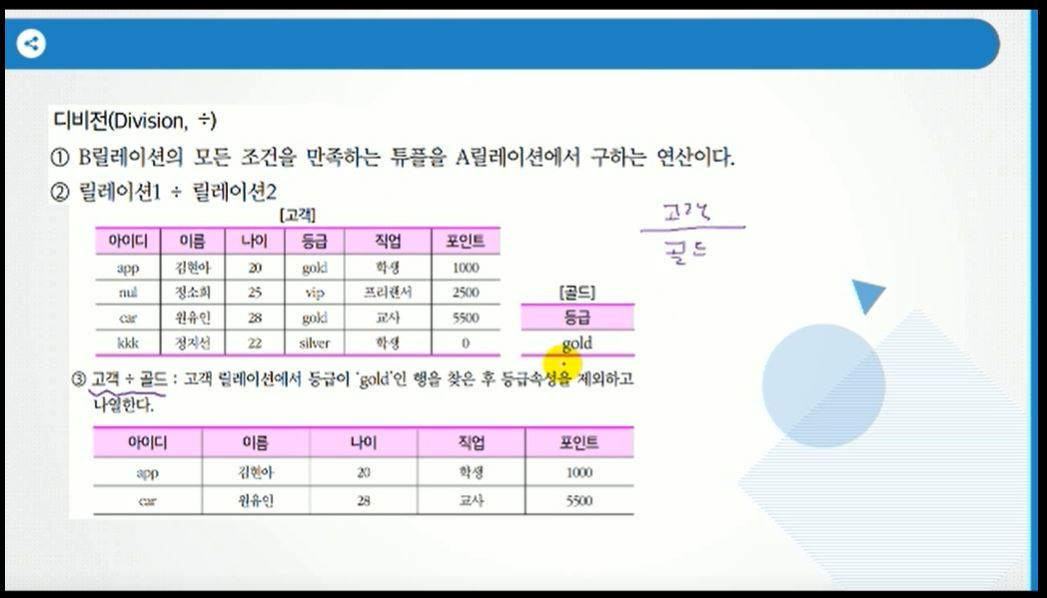 디비전(Division, ÷)
① B릴레이션의 모든 조건을 만족하는 튜플을 A릴레이션에서 구하는 연산이다.
② 릴레이션1 ÷ 릴레이션2
[고객]
아이디 이름 나이 등급 직업 포인트
app 김현아 20 gold 학생 1000
nul 정소희 25 vip 프리랜서 2500
car 원유인 28 gold 교사 5500
kkk 정지선 22 silver 학생 0
고객
골드
[골드]
등급
gold
③ 고객 ÷ 골드 : 고객 릴레이션에서 등급이 'gold'인 행을 찾은 후 등급속성을 제외하고
나열한다.
아이디 이름 나이 직업 포인트
app 김현아 20 학생 1000
car 원유인 28 교사 5500